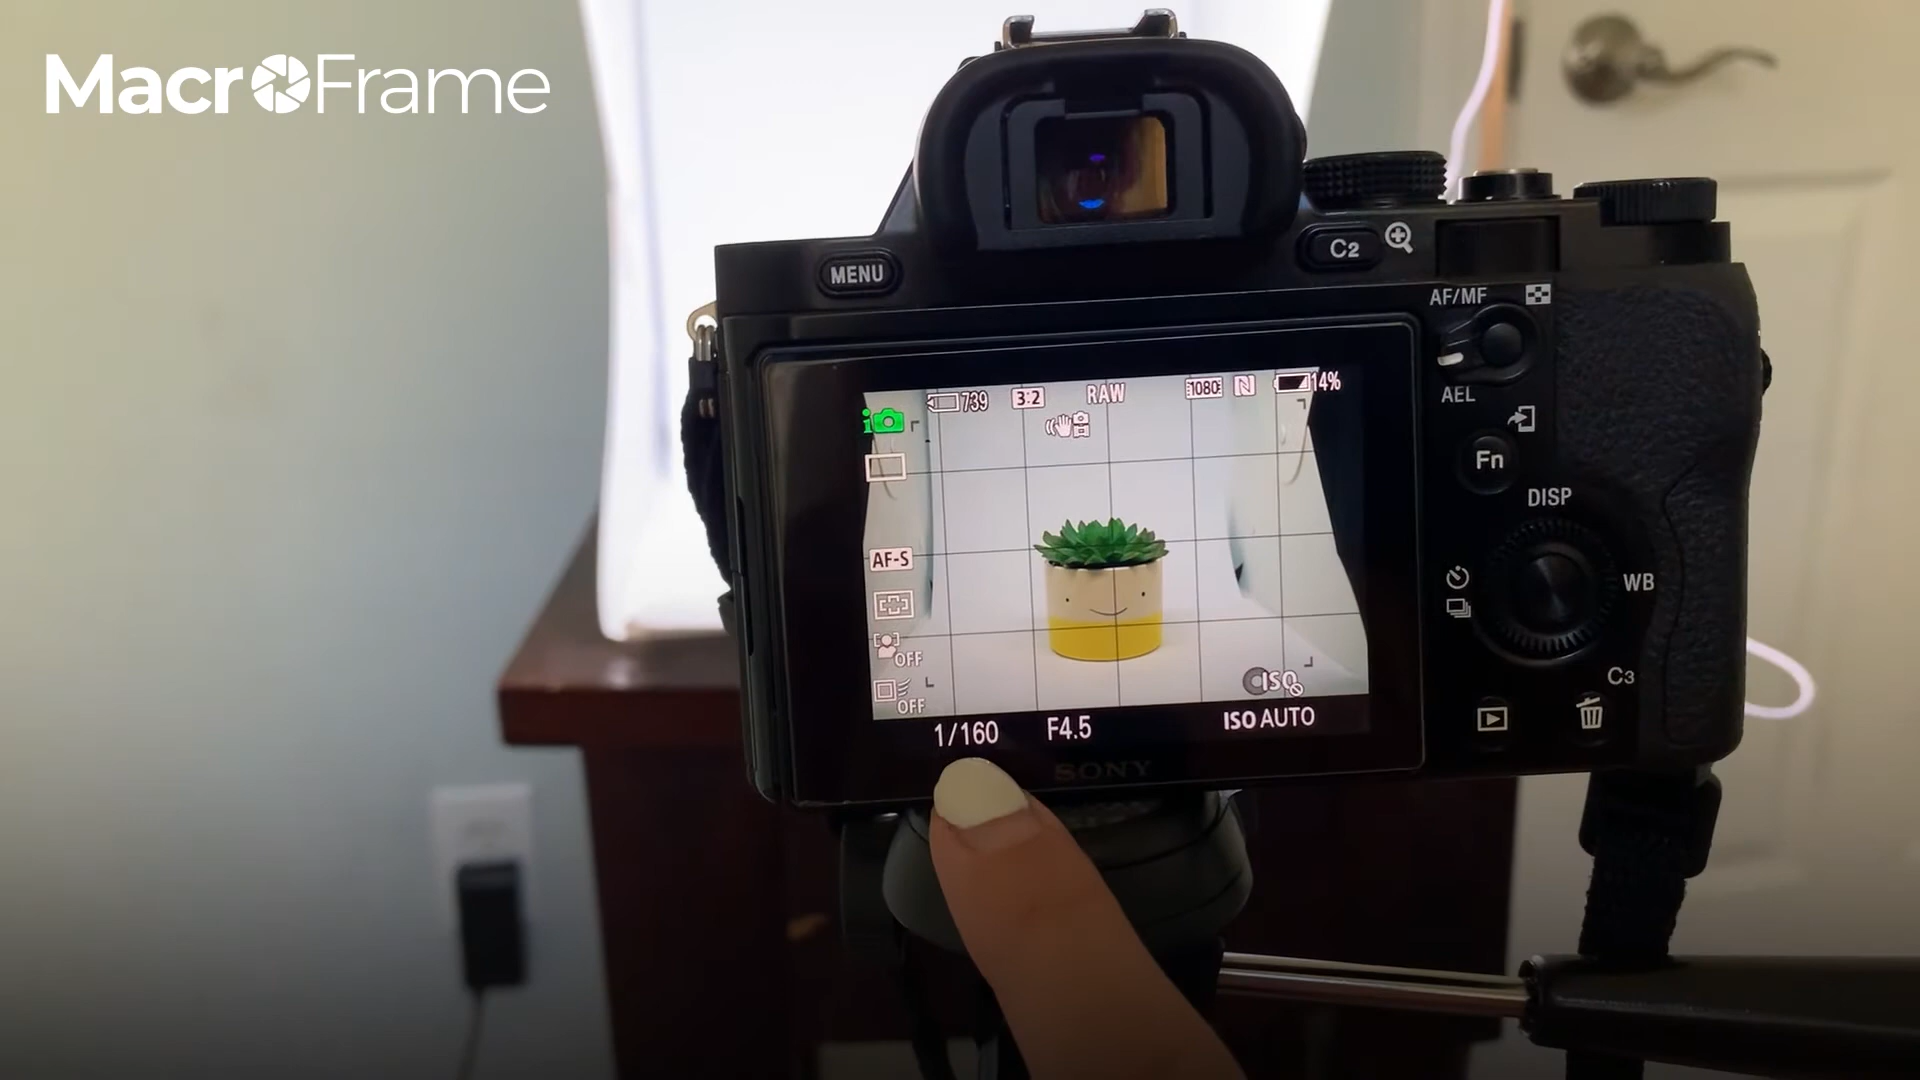 MacroFrame
MENU
C2
AF/MF
AEL
Fn
DISP
WB
C3
739
3:2
RAW
1080
N
14%
i
AF-S
OFF
OFF
ISO
1/160
F4.5
ISO AUTO
SONY